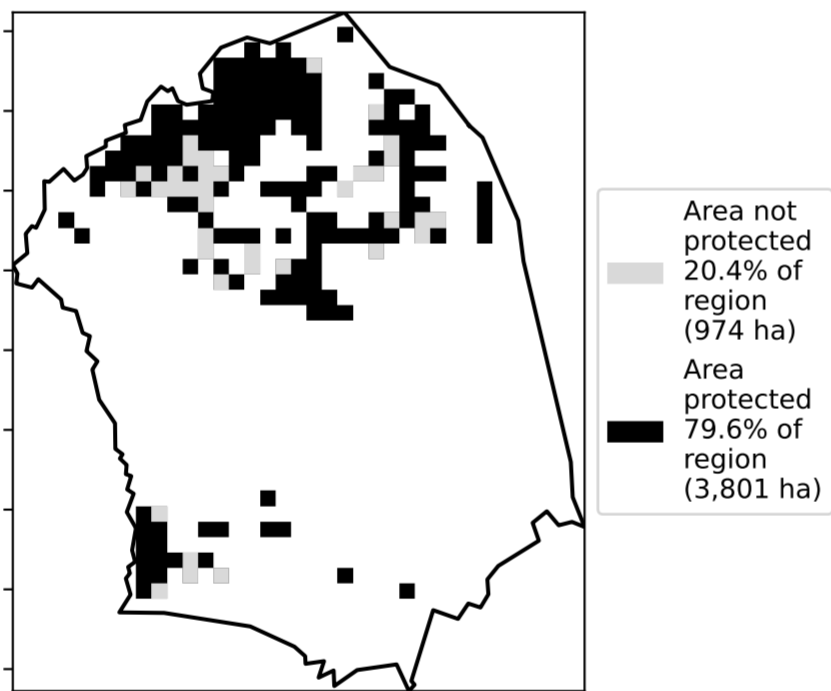 Area not
protected
20.4% of
region
(974 ha)
Area
protected
79.6% of
region
(3,801 ha)